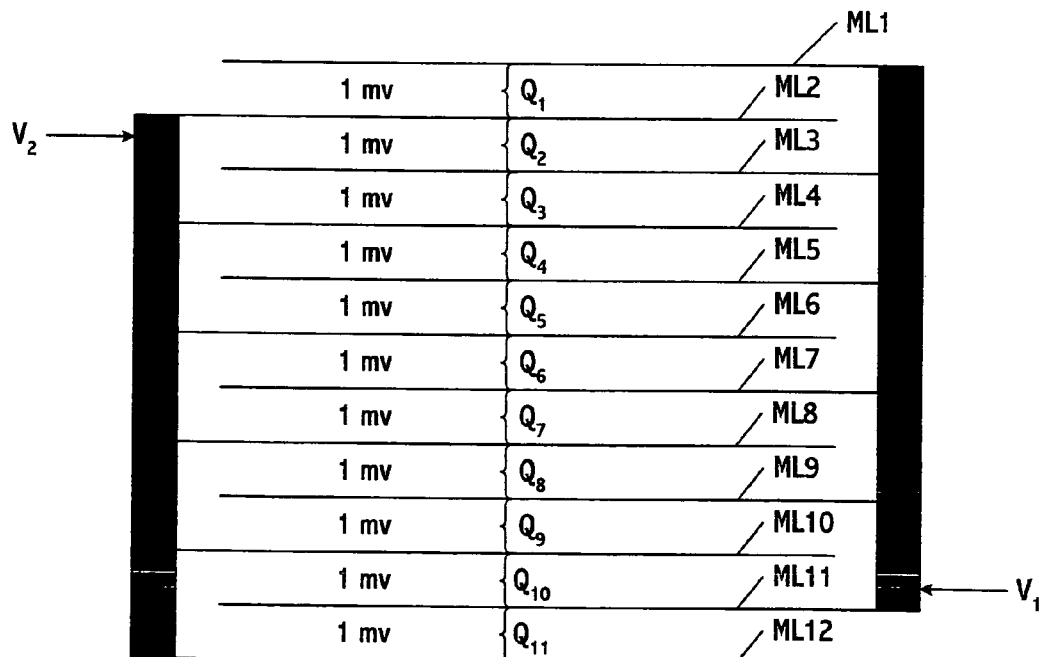 ML1
1 mv Q1 ML2
V2
1 mv Q2 ML3
1 mv Q3 ML4
1 mv Q4 ML5
1 mv Q5 ML6
1 mv Q6 ML7
1 mv Q7 ML8
1 mv Q8 ML9
1 mv Q9 ML10
1 mv Q10 ML11
V1
1 mv Q11 ML12